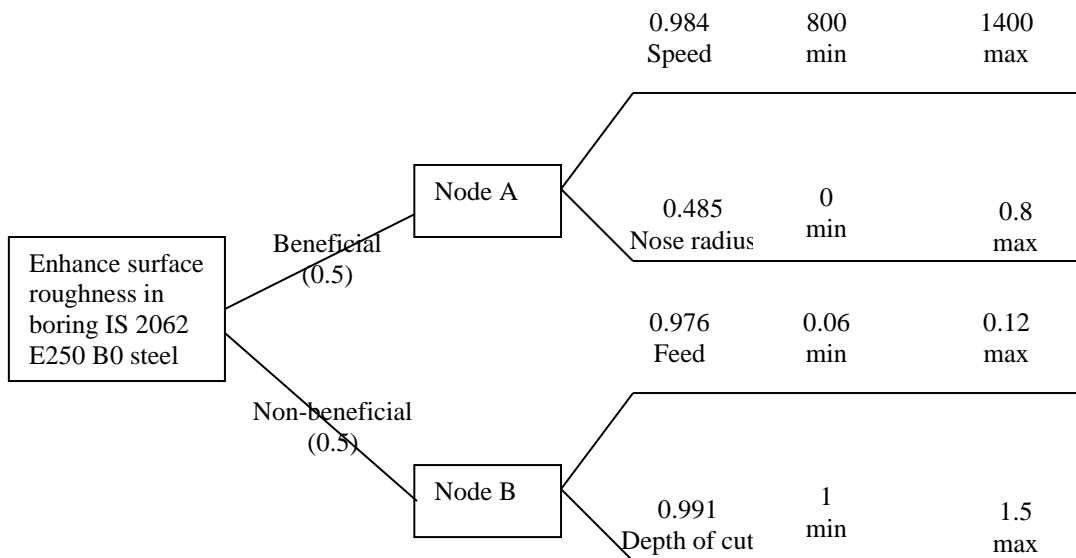 0.984 800 1400
Speed min max
Node A
0.485 0 0.8
Nose radius min max
Beneficial
(0.5)
Enhance surface
roughness in
boring IS 2062
E250 B0 steel
0.976 0.06 0.12
Feed min max
Non-beneficial
(0.5)
Node B
0.991 1 1.5
Depth of cut min max